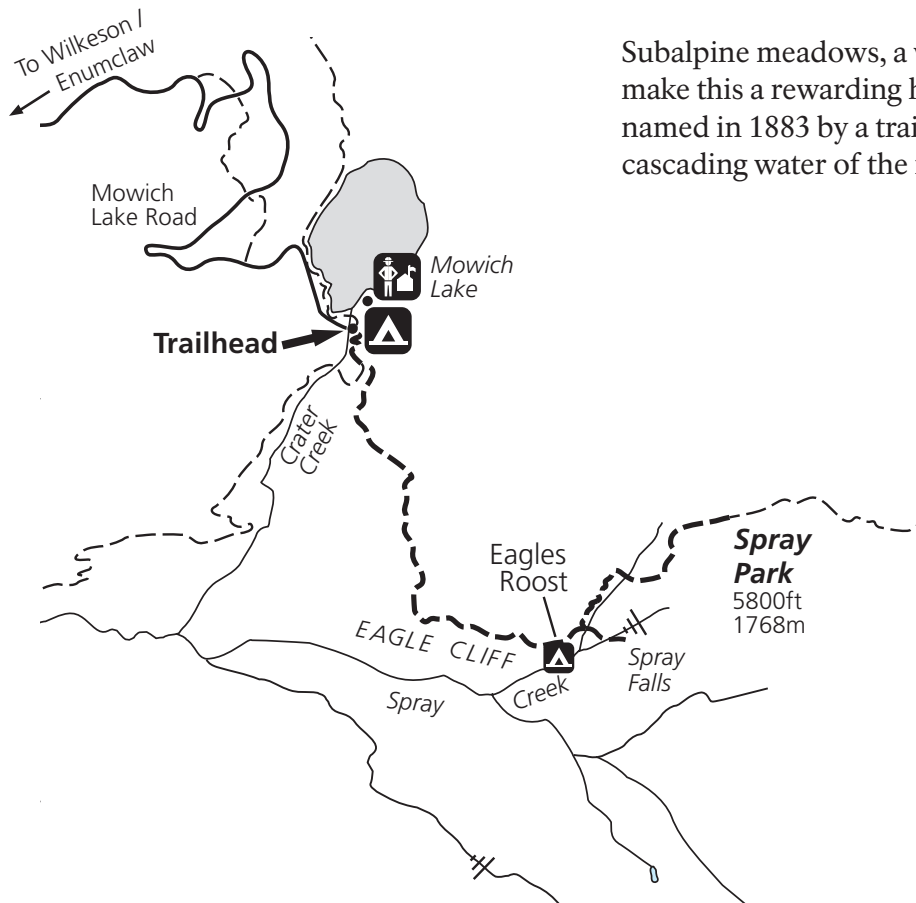 To Wilkeson /
Enumclaw
Subalpine meadows, a
make this a rewarding
named in 1883 by a trail
cascading water of the
Mowich
Lake Road
Mowich
Lake
Trailhead
Crater
Creek
Eagles
Roost
Spray
Park
5800ft
1768m
EAGLE CLIFF
Spray
Falls
Spray
Creek